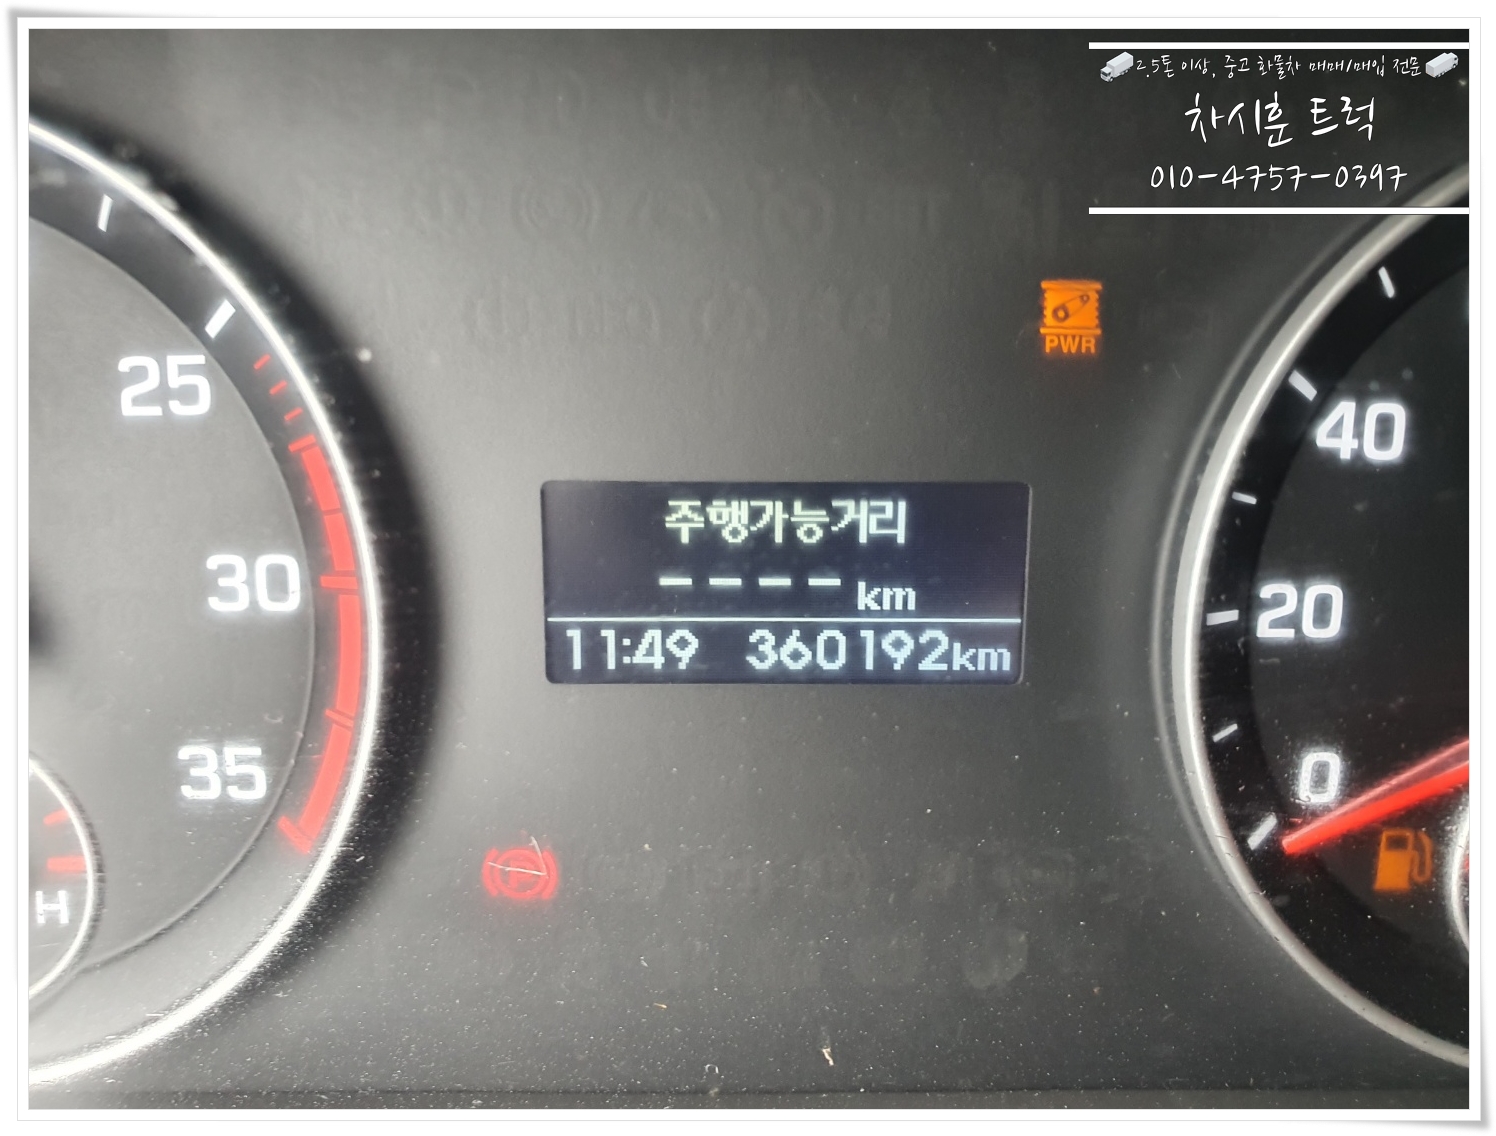 2.5톤 이상, 중고 화물차 매매/매입 전문
차시훈 트럭
010-4757-0397
PWR
25
40
주행가능거리
---- km
30
20
11:49 360192km
35
0
P
H